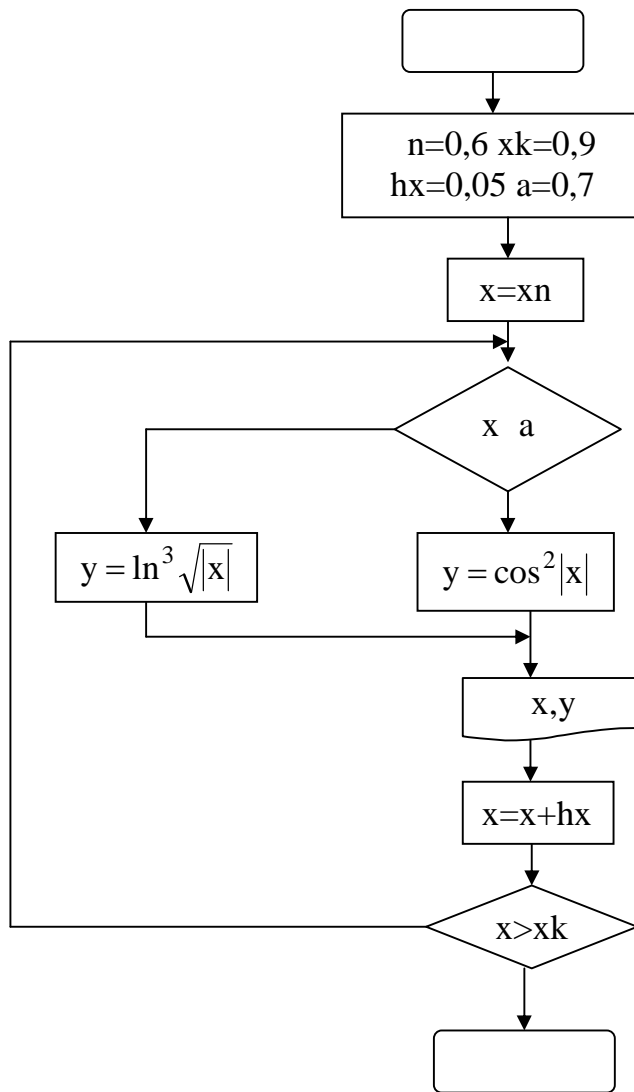 n=0,6 xk=0,9
hx=0,05 a=0,7
x=xn
x a
y = ln³ √|x|
y = cos²|x|
x,y
x=x+hx
x>xk